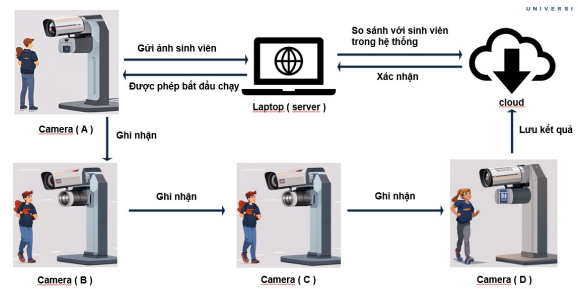 UNIVERSI
Gửi ảnh sinh viên
So sánh với sinh viên
trong hệ thống
Được phép bắt đầu chạy
Xác nhận
Laptop ( server )
cloud
Camera ( A )
Ghi nhận
Lưu kết quả
Ghi nhận
Ghi nhận
Camera ( B )
Camera ( C )
Camera ( D )